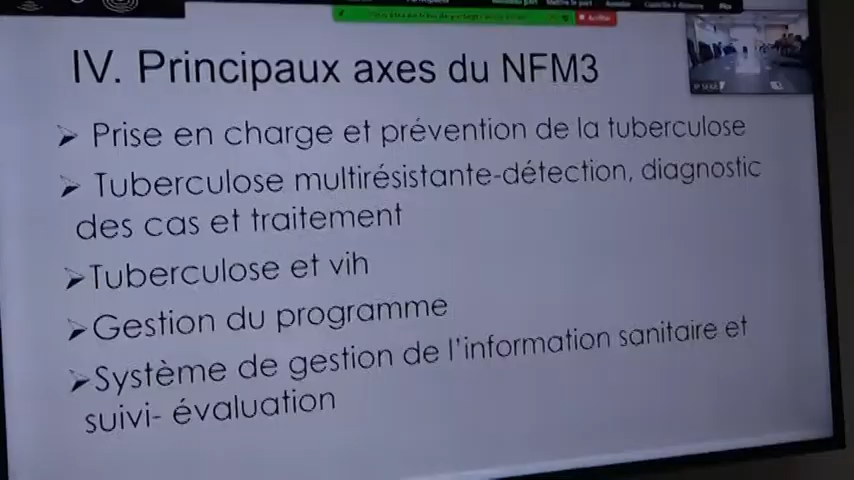 IV. Principaux axes du NFM3
➢ Prise en charge et prévention de la tuberculose
➢ Tuberculose multirésistante-détection, diagnostic
des cas et traitement
➢Tuberculose et vih
➢Gestion du programme
➢Système de gestion de l'information sanitaire et
suivi- évaluation